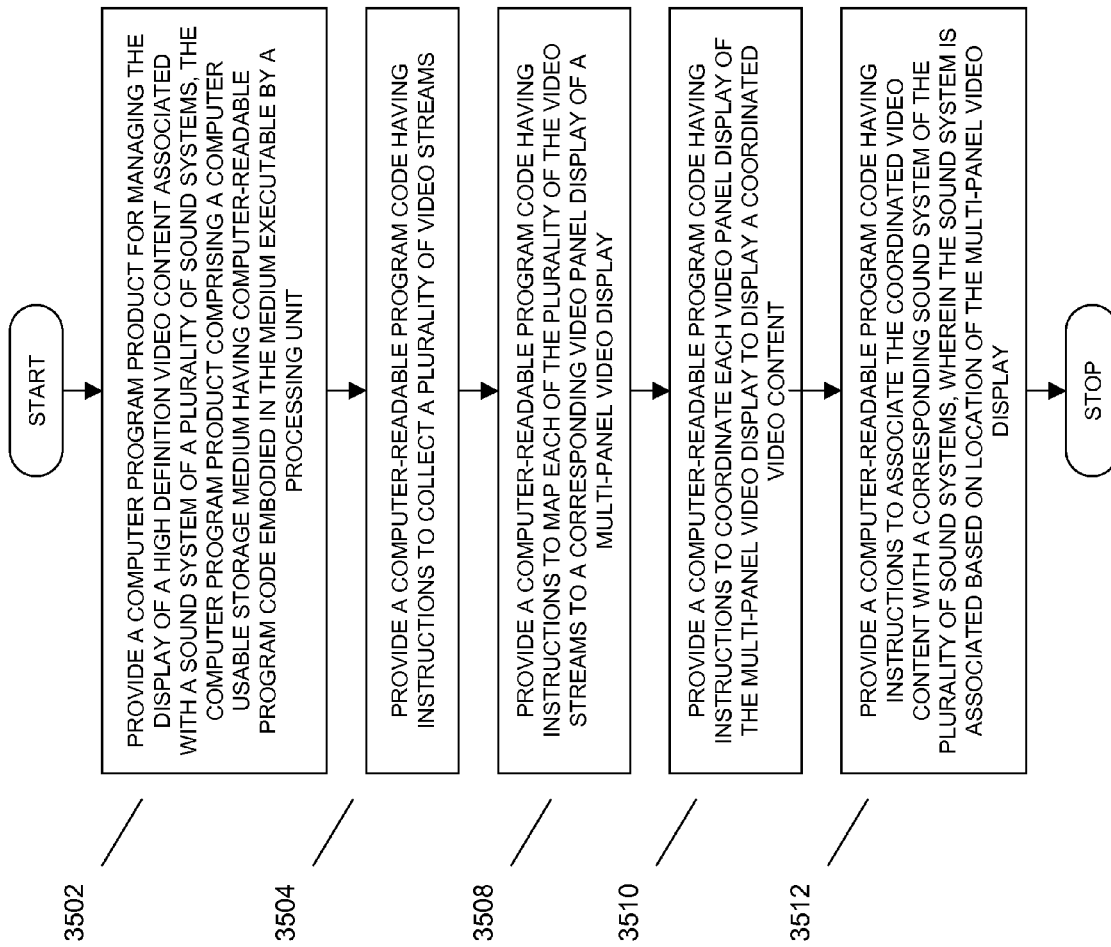 START
3502
PROVIDE A COMPUTER PROGRAM PRODUCT FOR MANAGING THE
DISPLAY OF A HIGH DEFINITION VIDEO CONTENT ASSOCIATED
WITH A SOUND SYSTEM OF A PLURALITY OF SOUND SYSTEMS, THE
COMPUTER PROGRAM PRODUCT COMPRISING A COMPUTER
USABLE STORAGE MEDIUM HAVING COMPUTER-READABLE
PROGRAM CODE EMBODIED IN THE MEDIUM EXECUTABLE BY A
PROCESSING UNIT
3504
PROVIDE A COMPUTER-READABLE PROGRAM CODE HAVING
INSTRUCTIONS TO COLLECT A PLURALITY OF VIDEO STREAMS
3508
PROVIDE A COMPUTER-READABLE PROGRAM CODE HAVING
INSTRUCTIONS TO MAP EACH OF THE PLURALITY OF THE VIDEO
STREAMS TO A CORRESPONDING VIDEO PANEL DISPLAY OF A
MULTI-PANEL VIDEO DISPLAY
3510
PROVIDE A COMPUTER-READABLE PROGRAM CODE HAVING
INSTRUCTIONS TO COORDINATE EACH VIDEO PANEL DISPLAY OF
THE MULTI-PANEL VIDEO DISPLAY TO DISPLAY A COORDINATED
VIDEO CONTENT
3512
PROVIDE A COMPUTER-READABLE PROGRAM CODE HAVING
INSTRUCTIONS TO ASSOCIATE THE COORDINATED VIDEO
CONTENT WITH A CORRESPONDING SOUND SYSTEM OF THE
PLURALITY OF SOUND SYSTEMS, WHEREIN THE SOUND SYSTEM IS
ASSOCIATED BASED ON LOCATION OF THE MULTI-PANEL VIDEO
DISPLAY
STOP